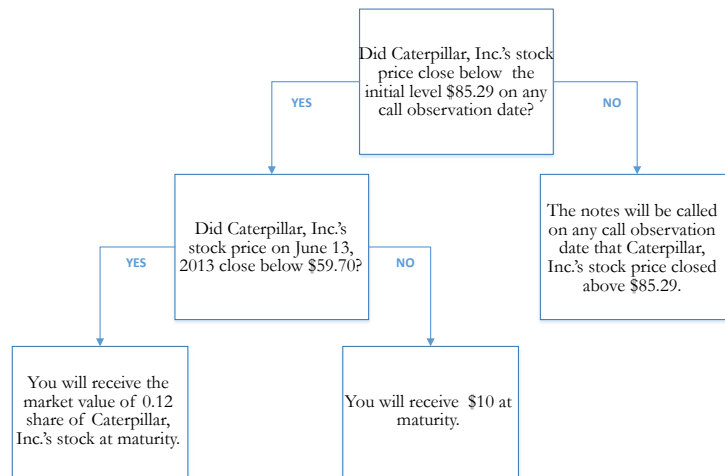 Did Caterpillar, Inc.'s stock
price close below the
initial level $85.29 on any
call observation date?
YES
NO
Did Caterpillar, Inc.'s
stock price on June 13,
2013 close below $59.70?
The notes will be called
on any call observation
date that Caterpillar,
Inc.'s stock price closed
above $85.29.
YES
NO
You will receive the
market value of 0.12
share of Caterpillar,
Inc.'s stock at maturity.
You will receive $10 at
maturity.